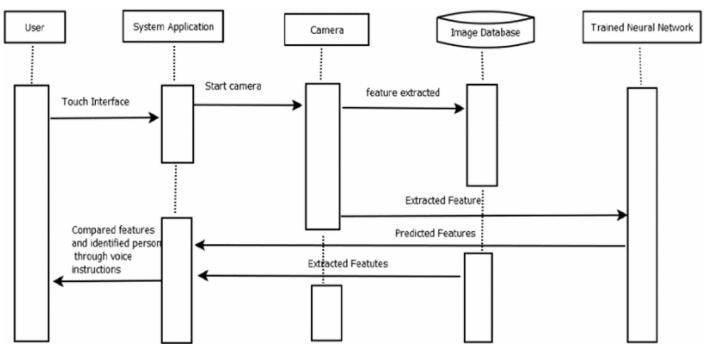 User
System Application
Camera
Image Database
Trained Neural Network
Touch Interface
Start camera
feature extracted
Extracted Feature
Predicted Features
Compared features
and identified person
through voice
instructions
Extracted Featutes